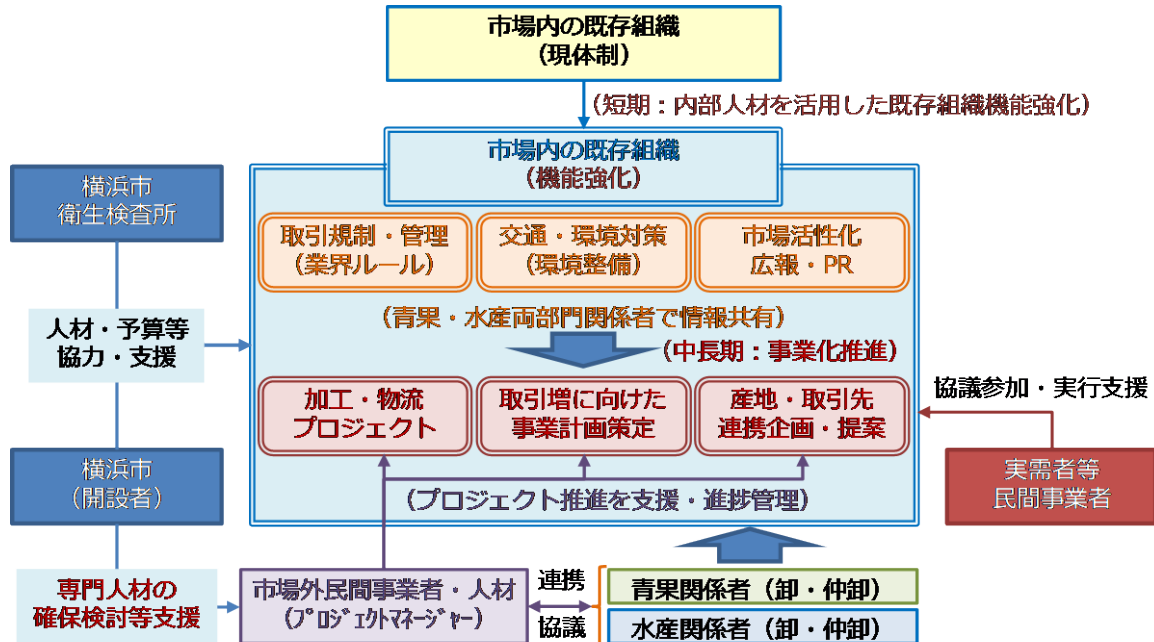 市場内の既存組織
（現体制）
（短期：内部人材を活用した既存組織機能強化）
市場内の既存組織
（機能強化）
横浜市
衛生検査所
取引規制・管理
（業界ルール）
交通・環境対策
（環境整備）
市場活性化
広報・PR
（青果・水産両部門関係者で情報共有）
人材・予算等
協力・支援
（中長期：事業化推進）
加工・物流
プロジェクト
取引増に向けた
事業計画策定
産地・取引先
連携企画・提案
協議参加・実行支援
横浜市
（開設者）
（プロジェクト推進を支援・進捗管理）
実需者等
民間事業者
専門人材の
確保検討等支援
市場外民間事業者・人材
（ﾌﾟﾛｼﾞｪｸﾄﾏﾈｰｼﾞｬｰ）
連携
協議
青果関係者（卸・仲卸）
水産関係者（卸・仲卸）